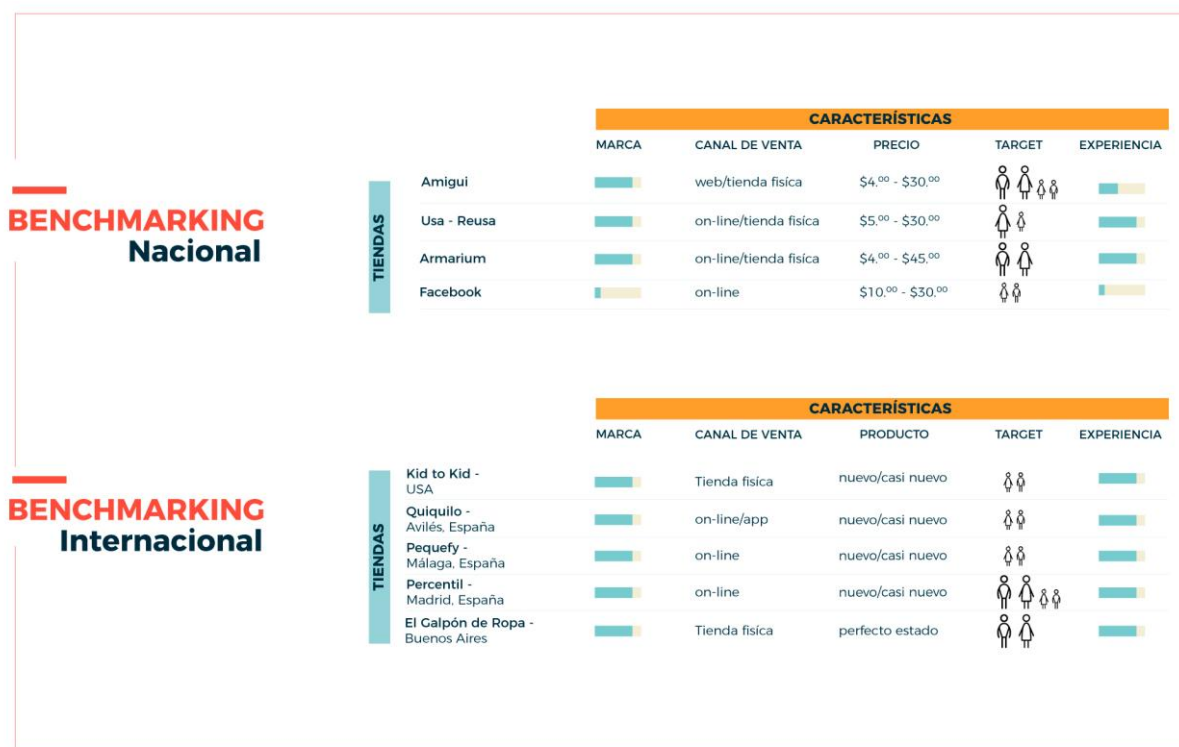 CARACTERÍSTICAS
MARCA CANAL DE VENTA PRECIO TARGET EXPERIENCIA
BENCHMARKING
Nacional
TIENDAS
Amigui web/tienda fisíca $4.⁰⁰ - $30.⁰⁰
Usa - Reusa on-line/tienda fisíca $5.⁰⁰ - $30.⁰⁰
Armarium on-line/tienda fisíca $4.⁰⁰ - $45.⁰⁰
Facebook on-line $10.⁰⁰ - $30.⁰⁰
CARACTERÍSTICAS
MARCA CANAL DE VENTA PRODUCTO TARGET EXPERIENCIA
BENCHMARKING
Internacional
TIENDAS
Kid to Kid -
USA
Tienda fisíca nuevo/casi nuevo
Quiquilo -
Avilés, España
on-line/app nuevo/casi nuevo
Pequefy -
Málaga, España
on-line nuevo/casi nuevo
Percentil -
Madrid, España
on-line nuevo/casi nuevo
El Galpón de Ropa -
Buenos Aires
Tienda fisíca perfecto estado